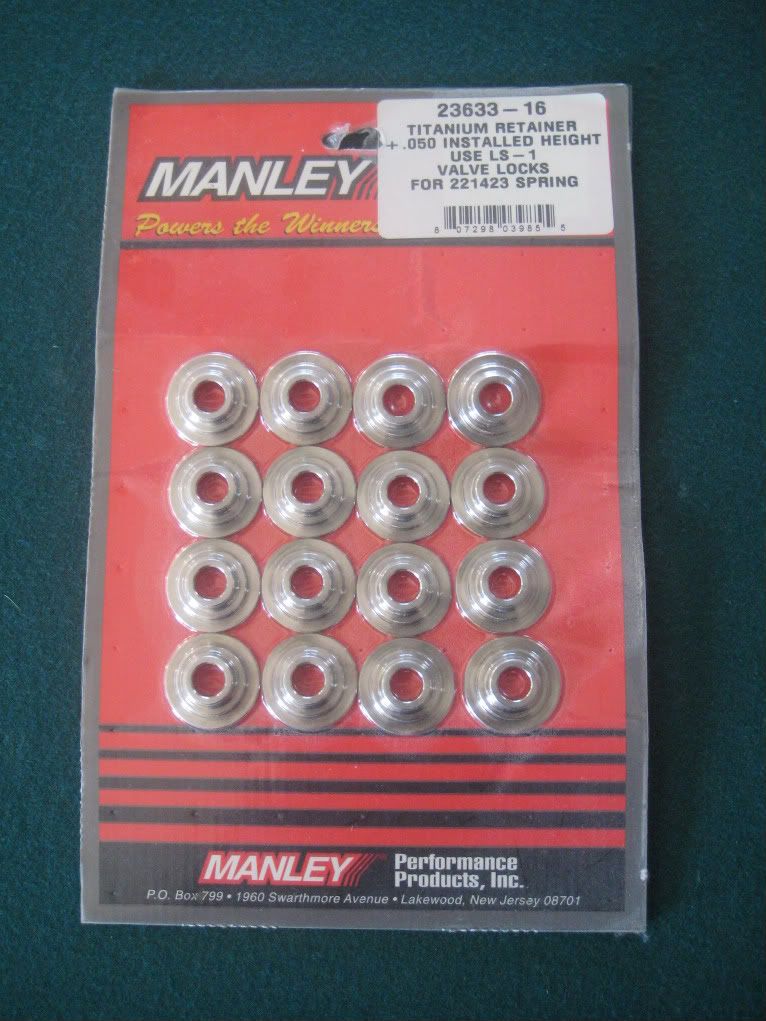 23633-16
TITANIUM RETAINER
+.050 INSTALLED HEIGHT
USE LS-1
VALVE LOCKS
FOR 221423 SPRING
8 07298 03985 5
MANLEY
Powers the Winners
MANLEY Performance
Products, Inc.
P.O. Box 799 • 1960 Swarthmore Avenue • Lakewood, New Jersey 08701